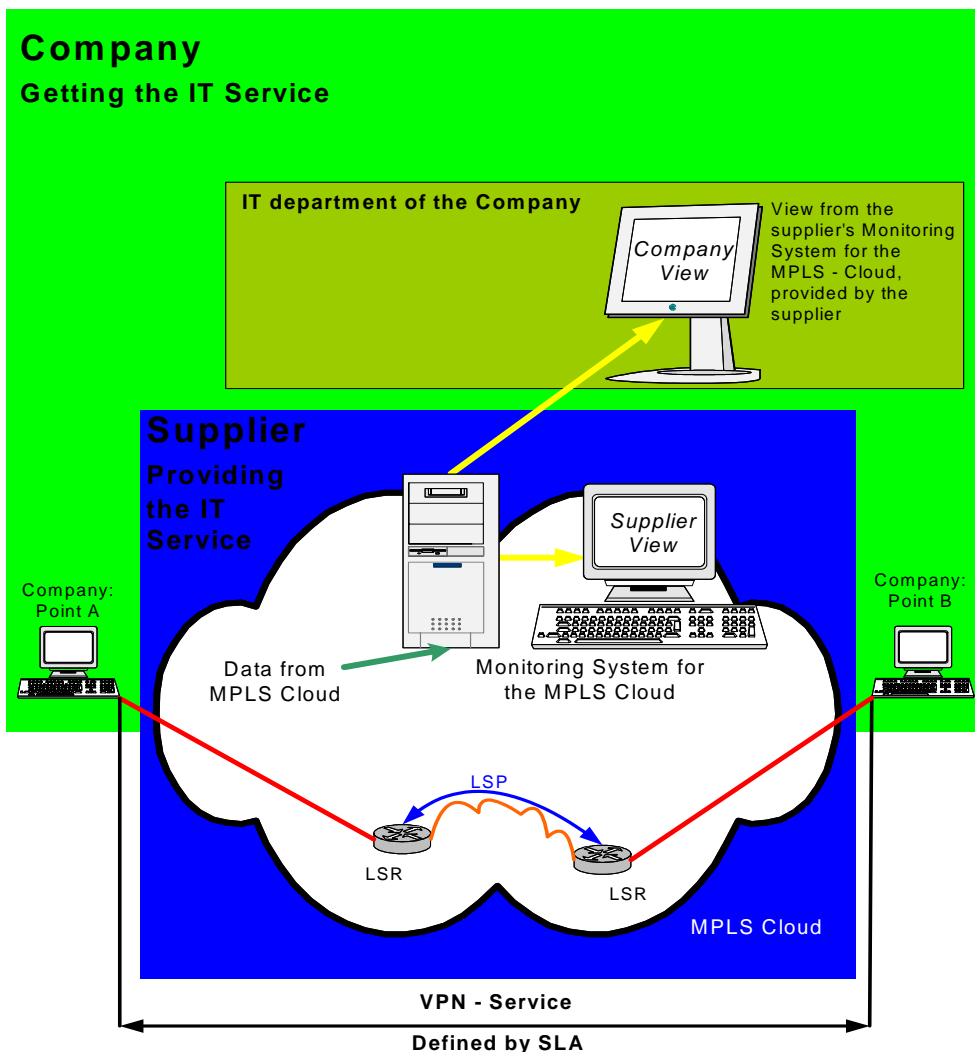 Company
Getting the IT Service
IT department of the Company
Company
View
View from the
supplier's Monitoring
System for the
MPLS - Cloud,
provided by the
supplier
Supplier
Providing
the IT
Service
Supplier
View
Company:
Point A
Company:
Point B
Data from
MPLS Cloud
Monitoring System for
the MPLS Cloud
LSP
LSR
LSR
MPLS Cloud
VPN - Service
Defined by SLA